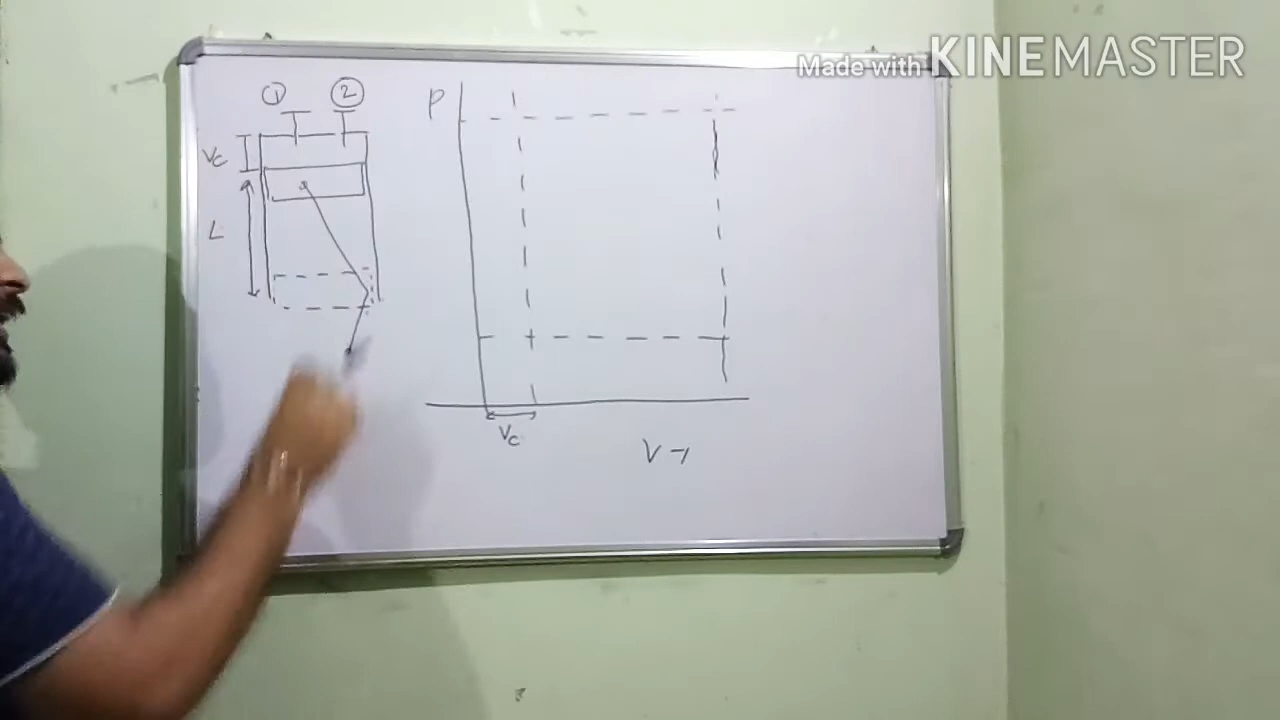 Made with KINEMASTER
① ②
Vc
L
P
Vc
V →